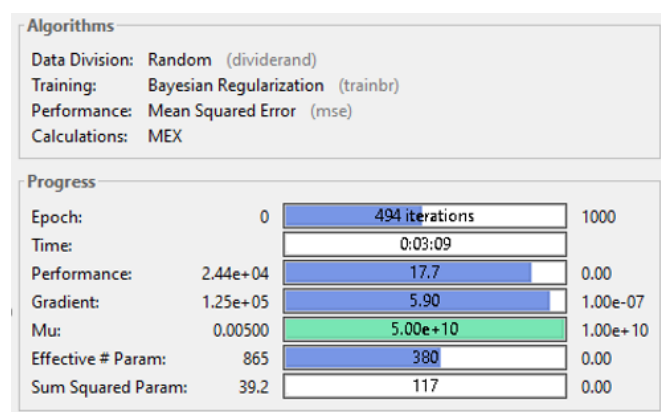 Algorithms
Data Division: Random (dividerand)
Training: Bayesian Regularization (trainbr)
Performance: Mean Squared Error (mse)
Calculations: MEX
Progress
Epoch: 0 494 iterations 1000
Time: 0:03:09
Performance: 2.44e+04 17.7 0.00
Gradient: 1.25e+05 5.90 1.00e-07
Mu: 0.00500 5.00e+10 1.00e+10
Effective # Param: 865 380 0.00
Sum Squared Param: 39.2 117 0.00